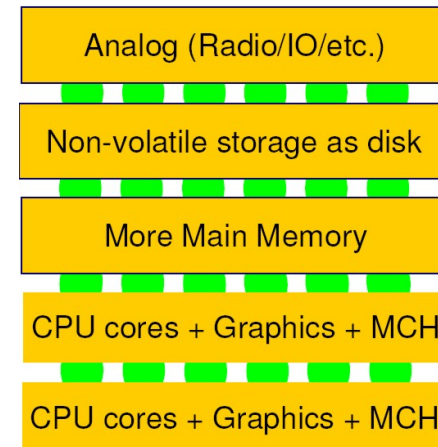 Analog (Radio/IO/etc.)
Non-volatile storage as disk
More Main Memory
CPU cores + Graphics + MCH
CPU cores + Graphics + MCH